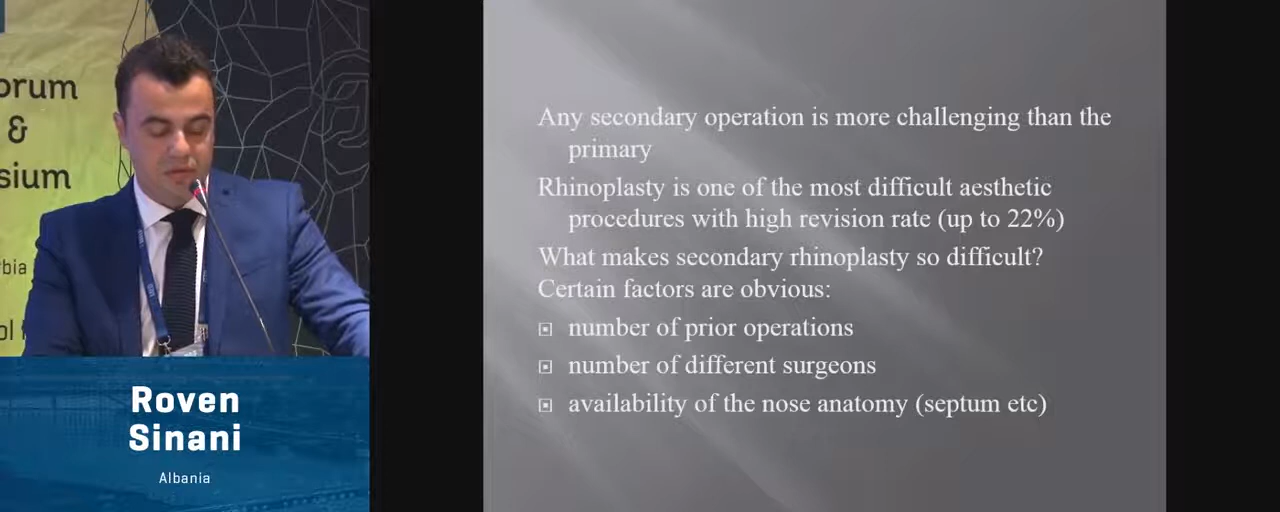 orum
&
sium
rbia
ol
Roven
Sinani
Albania
Any secondary operation is more challenging than the
primary
Rhinoplasty is one of the most difficult aesthetic
procedures with high revision rate (up to 22%)
What makes secondary rhinoplasty so difficult?
Certain factors are obvious:
number of prior operations
number of different surgeons
availability of the nose anatomy (septum etc)